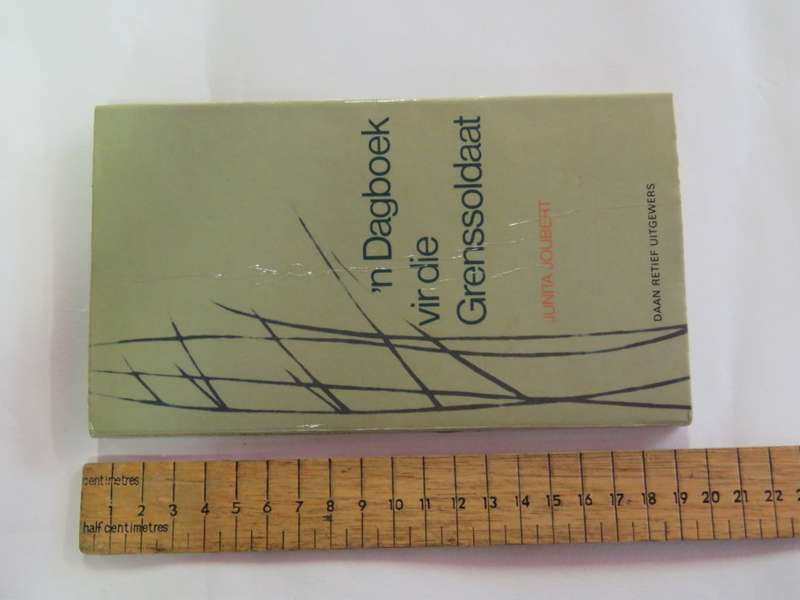 'n Dagboek
vir die
Grenssoldaat
JUNITA JOUBERT
DAAN RETIEF UITGEWERS
centimetres
1 2 3 4 5 6 7 8 9 10 11 12 13 14 15 16 17 18 19 20 21 22
half centimetres